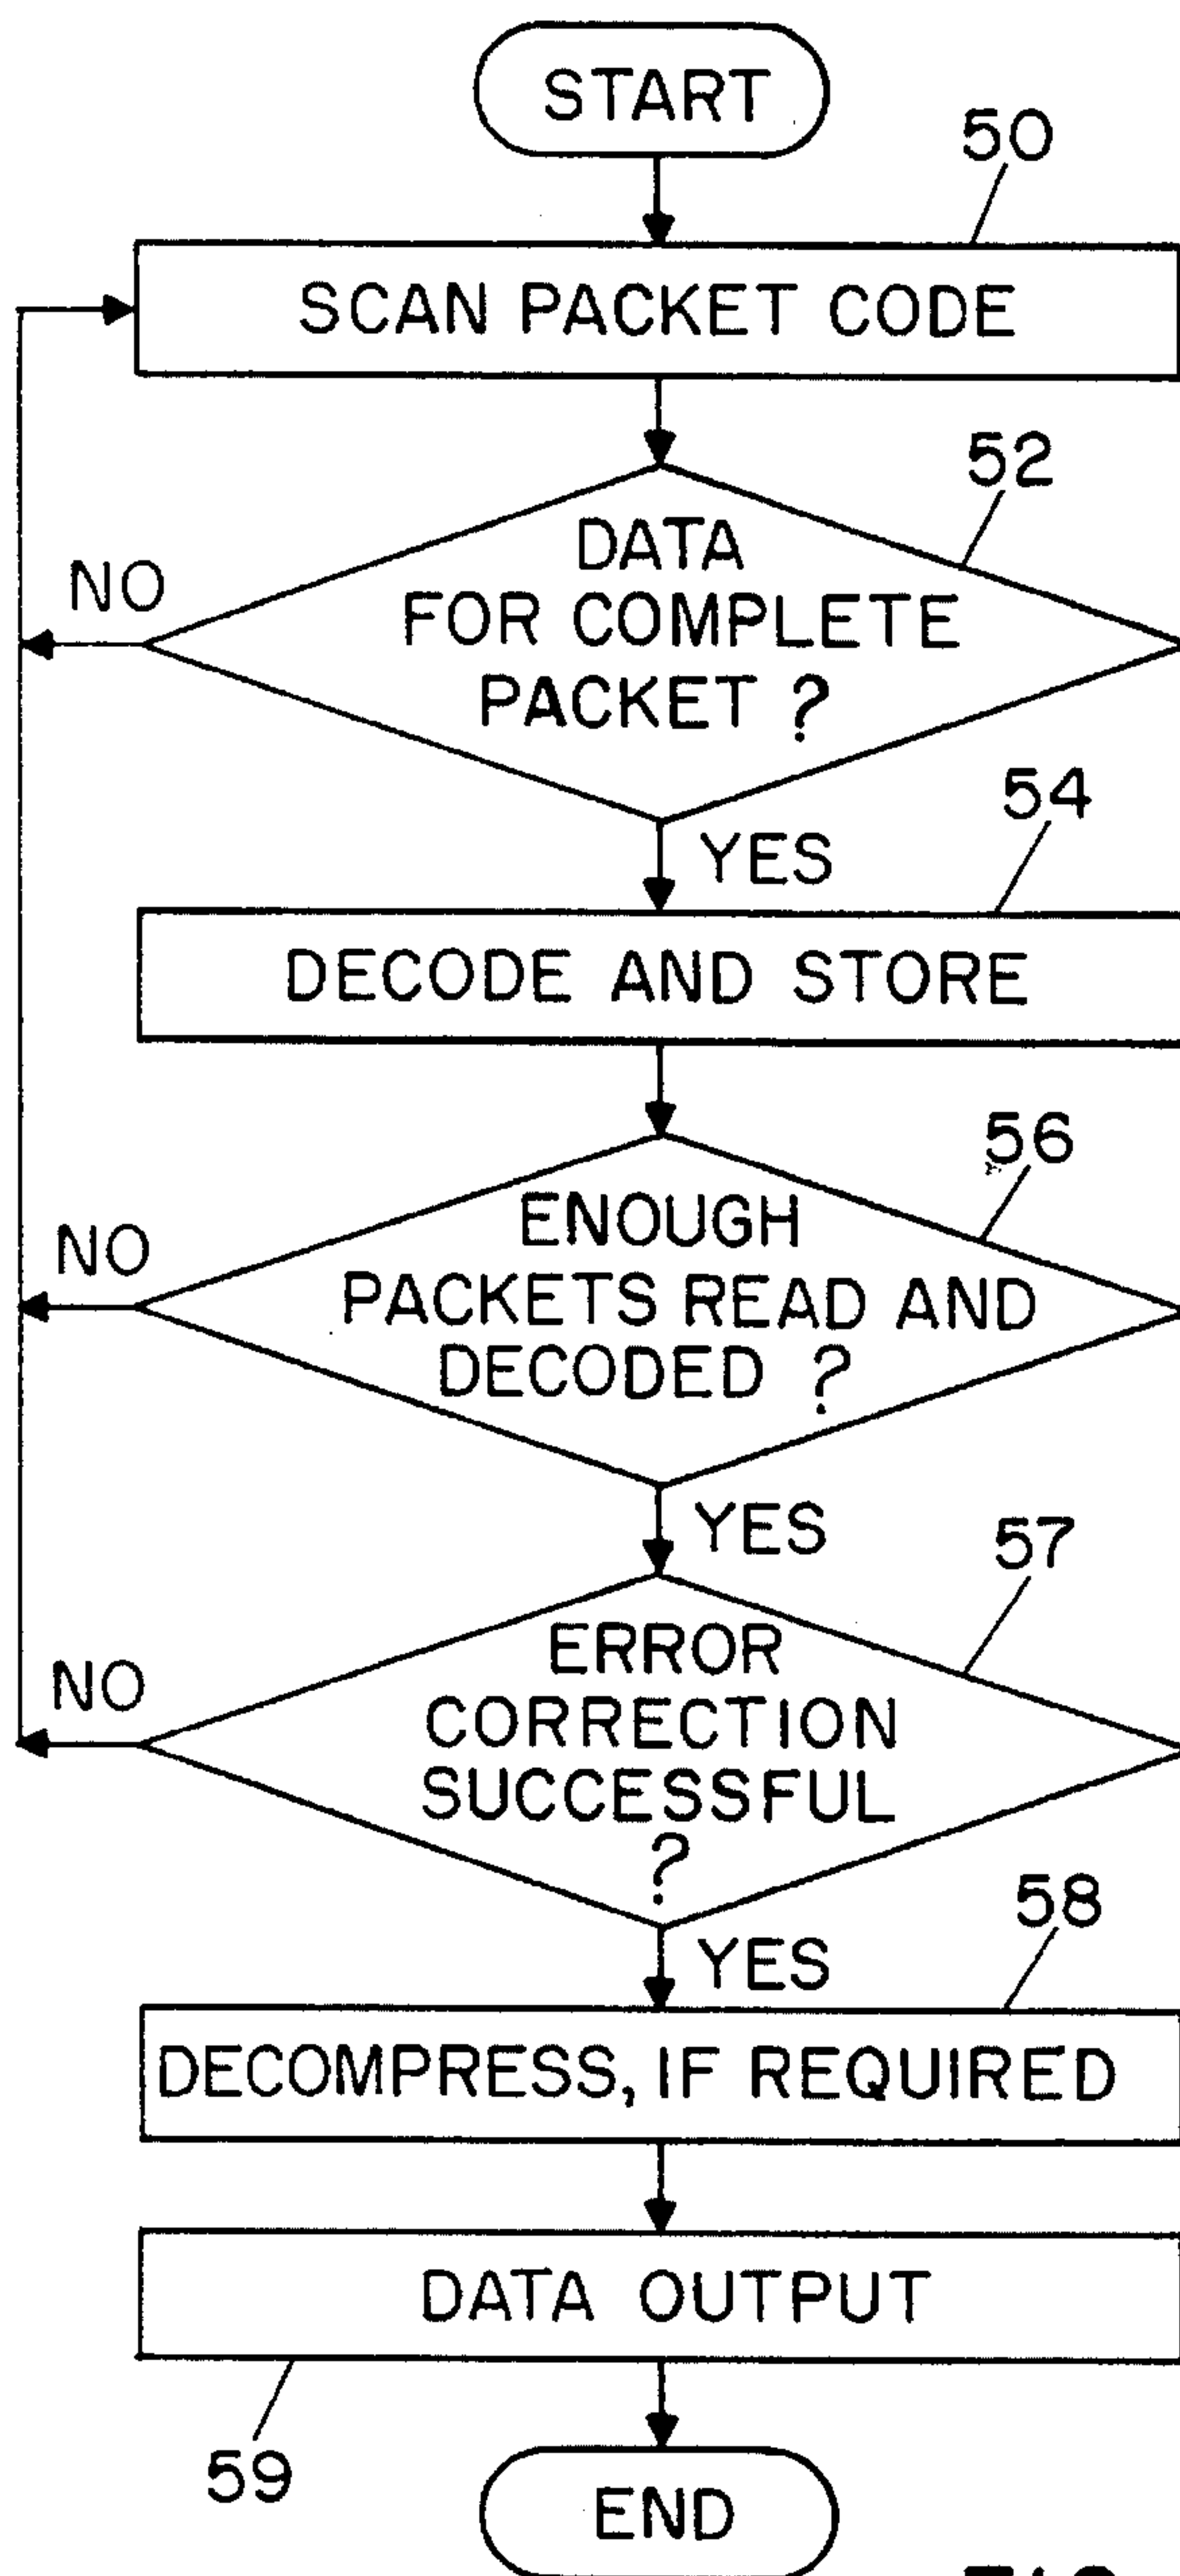 START
50
SCAN PACKET CODE
52
DATA
FOR COMPLETE
PACKET ?
NO
YES
54
DECODE AND STORE
56
ENOUGH
PACKETS READ AND
DECODED ?
NO
YES
57
ERROR
CORRECTION
SUCCESSFUL
?
NO
YES
58
DECOMPRESS, IF REQUIRED
DATA OUTPUT
59
END